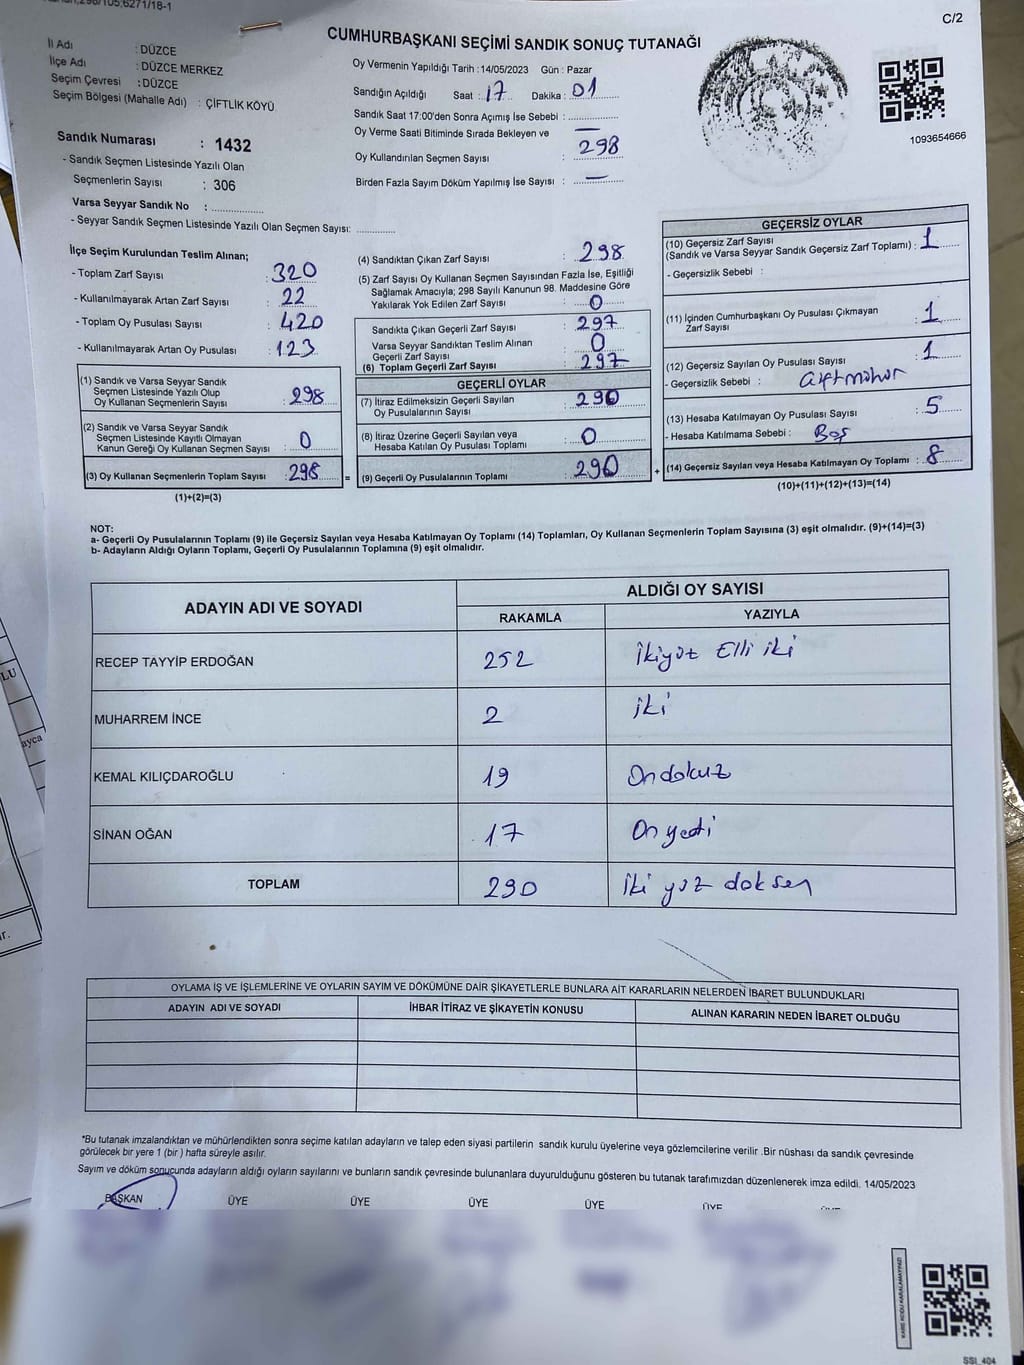 298/105;6271/18-1
C/2
CUMHURBAŞKANI SEÇİMİ SANDIK SONUÇ TUTANAĞI
İl Adı : DÜZCE
İlçe Adı : DÜZCE MERKEZ
Seçim Çevresi : DÜZCE
Seçim Bölgesi (Mahalle Adı) : ÇİFTLİK KÖYÜ
Sandık Numarası : 1432
- Sandık Seçmen Listesinde Yazılı Olan
Seçmenlerin Sayısı : 306
Varsa Seyyar Sandık No : ................
- Seyyar Sandık Seçmen Listesinde Yazılı Olan Seçmen Sayısı: ............
Oy Vermenin Yapıldığı Tarih : 14/05/2023 Gün : Pazar
Sandığın Açıldığı Saat : 17 Dakika : 01
Sandık Saat 17:00'den Sonra Açımış İse Sebebi : —
Oy Verme Saati Bitiminde Sırada Bekleyen ve
Oy Kullandırılan Seçmen Sayısı : 298
Birden Fazla Sayım Döküm Yapılmış İse Sayısı : —
1093654666
İlçe Seçim Kurulundan Teslim Alınan;
- Toplam Zarf Sayısı : 320
- Kullanılmayarak Artan Zarf Sayısı : 22
- Toplam Oy Pusulası Sayısı : 420
- Kullanılmayarak Artan Oy Pusulası : 123
(1) Sandık ve Varsa Seyyar Sandık
Seçmen Listesinde Yazılı Olup
Oy Kullanan Seçmenlerin Sayısı : 298
(2) Sandık ve Varsa Seyyar Sandık
Seçmen Listesinde Kayıtlı Olmayan
Kanun Gereği Oy Kullanan Seçmen Sayısı : 0
(3) Oy Kullanan Seçmenlerin Toplam Sayısı : 298 =
(1)+(2)=(3)
(4) Sandıktan Çıkan Zarf Sayısı : 298
(5) Zarf Sayısı Oy Kullanan Seçmen Sayısından Fazla İse, Eşitliği
Sağlamak Amacıyla; 298 Sayılı Kanunun 98. Maddesine Göre
Yakılarak Yok Edilen Zarf Sayısı : 0
Sandıkta Çıkan Geçerli Zarf Sayısı : 297
Varsa Seyyar Sandıktan Teslim Alınan
Geçerli Zarf Sayısı : 0
(6) Toplam Geçerli Zarf Sayısı : 297
GEÇERLİ OYLAR
(7) İtiraz Edilmeksizin Geçerli Sayılan
Oy Pusulalarının Sayısı : 290
(8) İtiraz Üzerine Geçerli Sayılan veya
Hesaba Katılan Oy Pusulası Toplamı : 0
(9) Geçerli Oy Pusulalarının Toplamı : 290 +
GEÇERSİZ OYLAR
(10) Geçersiz Zarf Sayısı
(Sandık ve Varsa Seyyar Sandık Geçersiz Zarf Toplamı) : 1
- Geçersizlik Sebebi :
(11) İçinden Cumhurbaşkanı Oy Pusulası Çıkmayan
Zarf Sayısı : 1
(12) Geçersiz Sayılan Oy Pusulası Sayısı : 1
- Geçersizlik Sebebi : Çift mühür
(13) Hesaba Katılmayan Oy Pusulası Sayısı : 5
- Hesaba Katılmama Sebebi : Boş
(14) Geçersiz Sayılan veya Hesaba Katılmayan Oy Toplamı : 8
(10)+(11)+(12)+(13)=(14)
NOT:
a- Geçerli Oy Pusulalarının Toplamı (9) ile Geçersiz Sayılan veya Hesaba Katılmayan Oy Toplamı (14) Toplamları, Oy Kullanan Seçmenlerin Toplam Sayısına (3) eşit olmalıdır. (9)+(14)=(3)
b- Adayların Aldığı Oyların Toplamı, Geçerli Oy Pusulalarının Toplamına (9) eşit olmalıdır.
ADAYIN ADI VE SOYADI ALDIĞI OY SAYISI
RAKAMLA YAZIYLA
RECEP TAYYİP ERDOĞAN 252 İkiyüz Elli iki
MUHARREM İNCE 2 iki
KEMAL KILIÇDAROĞLU 19 Ondokuz
SİNAN OĞAN 17 Onyedi
TOPLAM 290 İki yüz doksan
OYLAMA İŞ VE İŞLEMLERİNE VE OYLARIN SAYIM VE DÖKÜMÜNE DAİR ŞİKAYETLERLE BUNLARA AİT KARARLARIN NELERDEN İBARET BULUNDUKLARI
ADAYIN ADI VE SOYADI İHBAR İTİRAZ VE ŞİKAYETİN KONUSU ALINAN KARARIN NEDEN İBARET OLDUĞU
*Bu tutanak imzalandıktan ve mühürlendikten sonra seçime katılan adayların ve talep eden siyasi partilerin sandık kurulu üyelerine veya gözlemcilerine verilir .Bir nüshası da sandık çevresinde
görülecek bir yere 1 (bir ) hafta süreyle asılır.
Sayım ve döküm sonucunda adayların aldığı oyların sayılarını ve bunların sandık çevresinde bulunanlara duyurulduğunu gösteren bu tutanak tarafımızdan düzenlenerek imza edildi. 14/05/2023
BAŞKAN ÜYE ÜYE ÜYE ÜYE ÜYE
KARE KODU KARALAMAYINIZ!
SSI_404